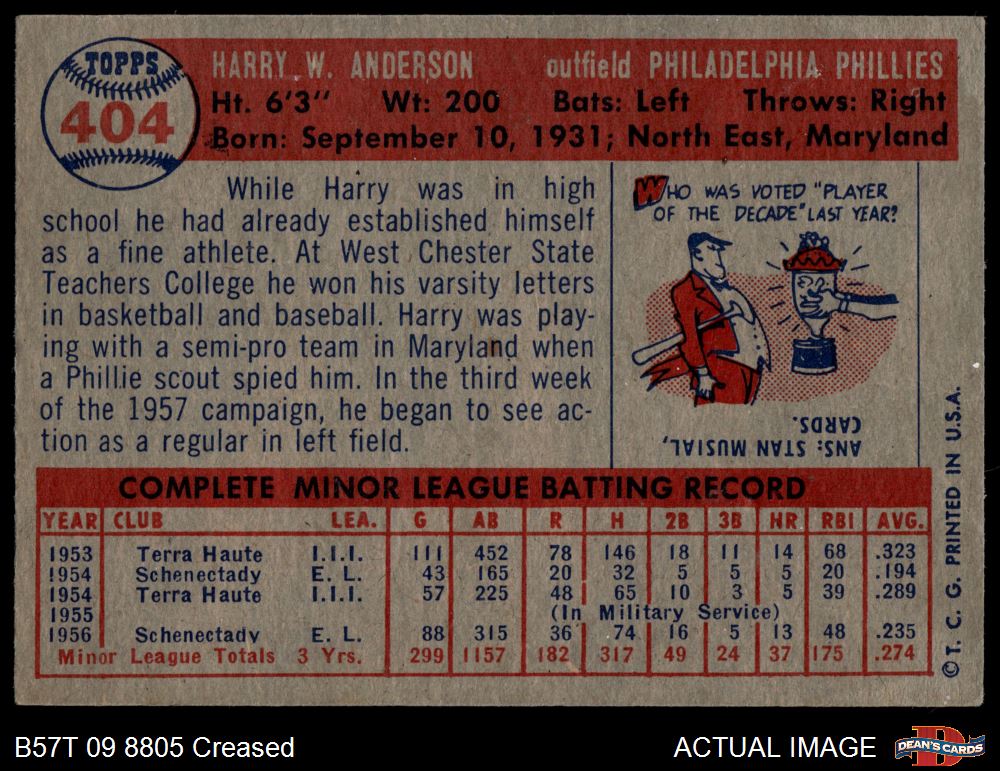 TOPPS
404
HARRY W. ANDERSON outfield PHILADELPHIA PHILLIES
Ht. 6'3" Wt: 200 Bats: Left Throws: Right
Born: September 10, 1931; North East, Maryland
While Harry was in high
school he had already established himself
as a fine athlete. At West Chester State
Teachers College he won his varsity letters
in basketball and baseball. Harry was play-
ing with a semi-pro team in Maryland when
a Phillie scout spied him. In the third week
of the 1957 campaign, he began to see ac-
tion as a regular in left field.
WHO WAS VOTED "PLAYER
OF THE DECADE" LAST YEAR?
ANS: STAN MUSIAL,
CARDS.
COMPLETE MINOR LEAGUE BATTING RECORD
YEAR CLUB LEA. G AB R H 2B 3B HR RBI AVG.
1953 Terra Haute I.I.I. 111 452 78 146 18 11 14 68 .323
1954 Schenectady E. L. 43 165 20 32 5 5 5 20 .194
1954 Terra Haute I.I.I. 57 225 48 65 10 3 5 39 .289
1955 (In Military Service)
1956 Schenectady E. L. 88 315 36 74 16 5 13 48 .235
Minor League Totals 3 Yrs. 299 1157 182 317 49 24 37 175 .274
© T. C. G. PRINTED IN U.S.A.
B57T 09 8805 Creased
ACTUAL IMAGE
DEAN'S CARDS